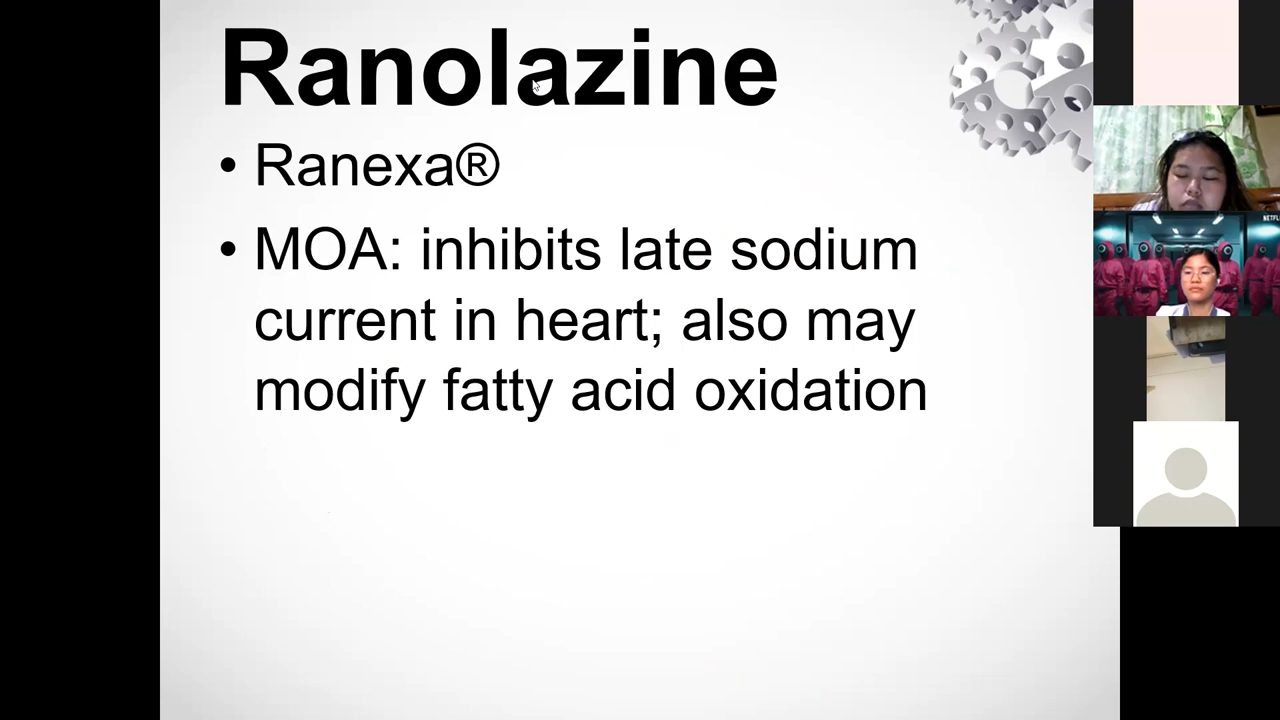 Ranolazine
• Ranexa®
• MOA: inhibits late sodium
current in heart; also may
modify fatty acid oxidation